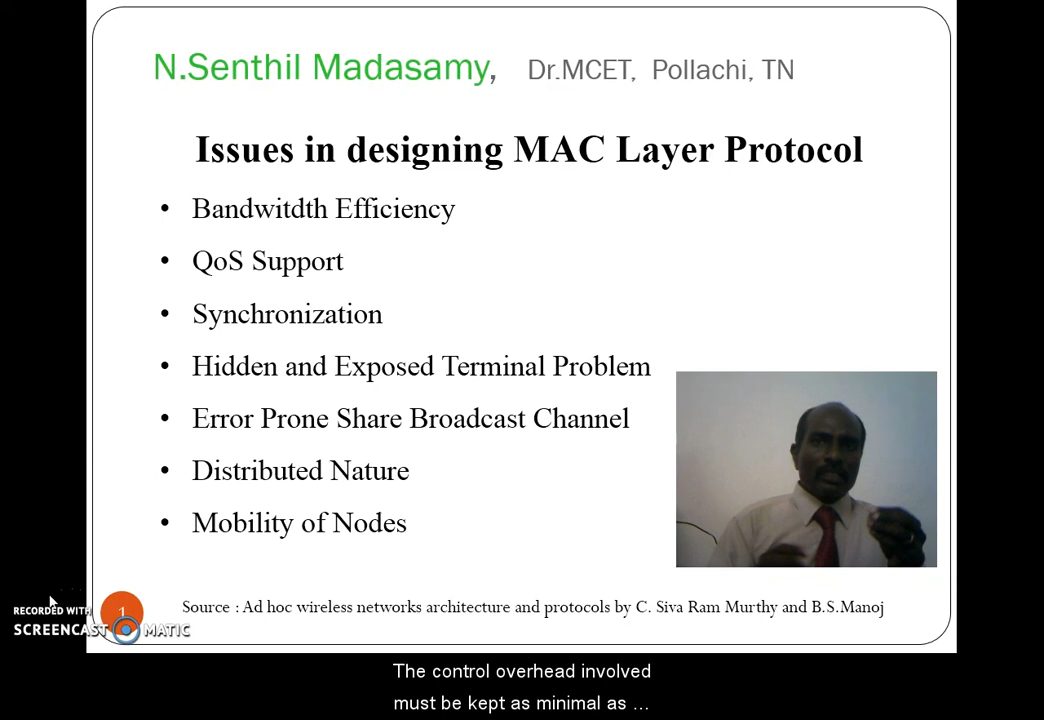 N.Senthil Madasamy, Dr.MCET, Pollachi, TN
Issues in designing MAC Layer Protocol
• Bandwitdth Efficiency
• QoS Support
• Synchronization
• Hidden and Exposed Terminal Problem
• Error Prone Share Broadcast Channel
• Distributed Nature
• Mobility of Nodes
1
Source : Ad hoc wireless networks architecture and protocols by C. Siva Ram Murthy and B.S.Manoj
RECORDED WITH
SCREENCAST MATIC
The control overhead involved
must be kept as minimal as ...